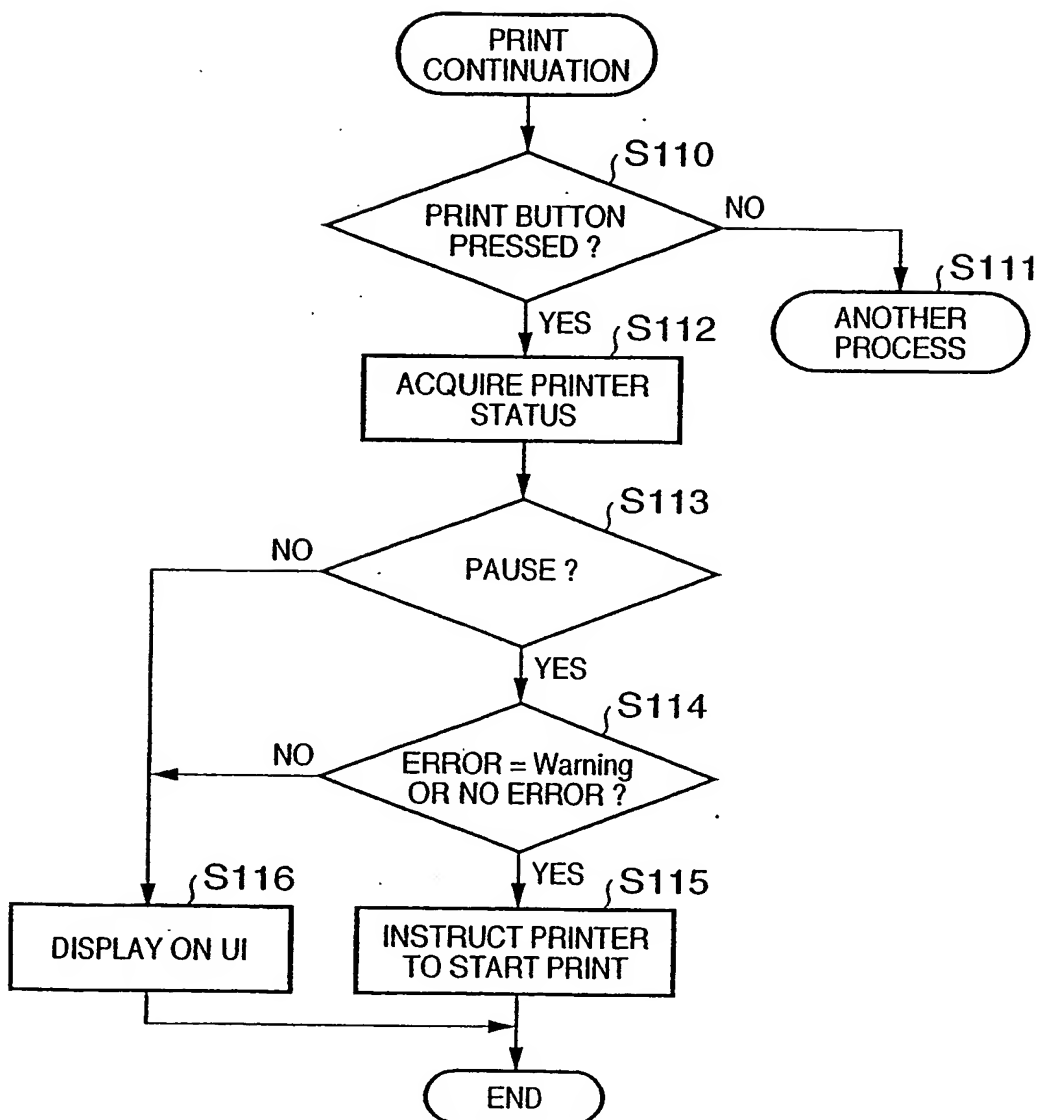 PRINT
CONTINUATION
S110
PRINT BUTTON
PRESSED ?
NO
S111
ANOTHER
PROCESS
YES
S112
ACQUIRE PRINTER
STATUS
S113
NO
PAUSE ?
YES
S114
NO
ERROR = Warning
OR NO ERROR ?
YES
S116
S115
DISPLAY ON UI
INSTRUCT PRINTER
TO START PRINT
END